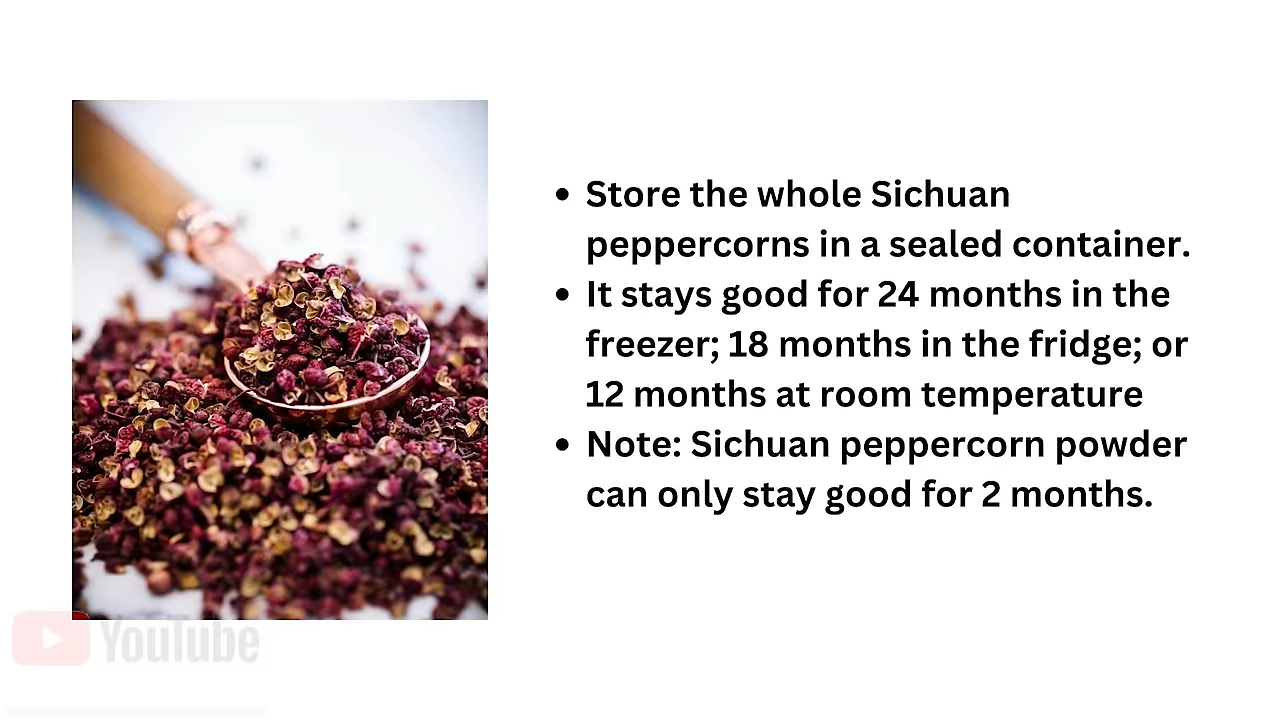 • Store the whole Sichuan
peppercorns in a sealed container.
• It stays good for 24 months in the
freezer; 18 months in the fridge; or
12 months at room temperature
• Note: Sichuan peppercorn powder
can only stay good for 2 months.
YouTube